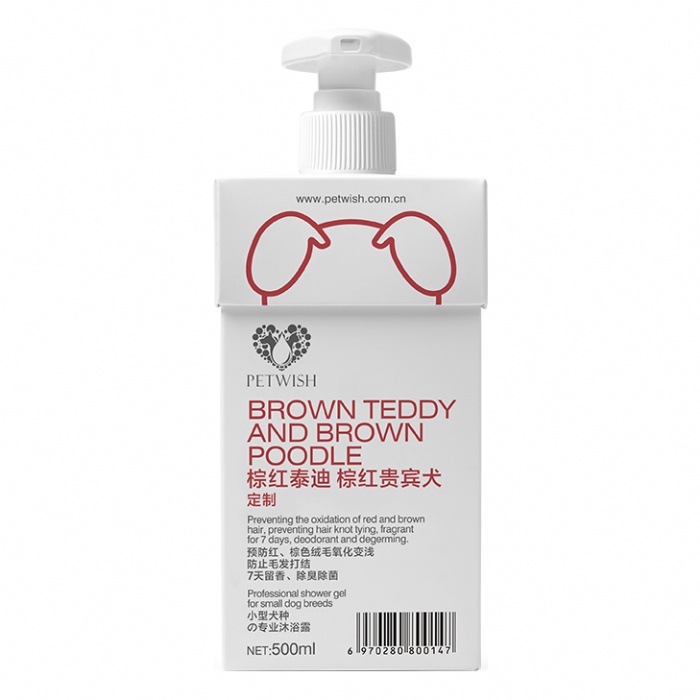 www.petwish.com.cn
PETWISH
BROWN TEDDY
AND BROWN
POODLE
棕红泰迪 棕红贵宾犬
定制
Preventing the oxidation of red and brown
hair, preventing hair knot tying, fragrant
for 7 days, deodorant and degerming.
预防红、棕色绒毛氧化变浅
防止毛发打结
7天留香、除臭除菌
Professional shower gel
for small dog breeds
小型犬种
の专业沐浴露
NET:500ml
6 970280 800147